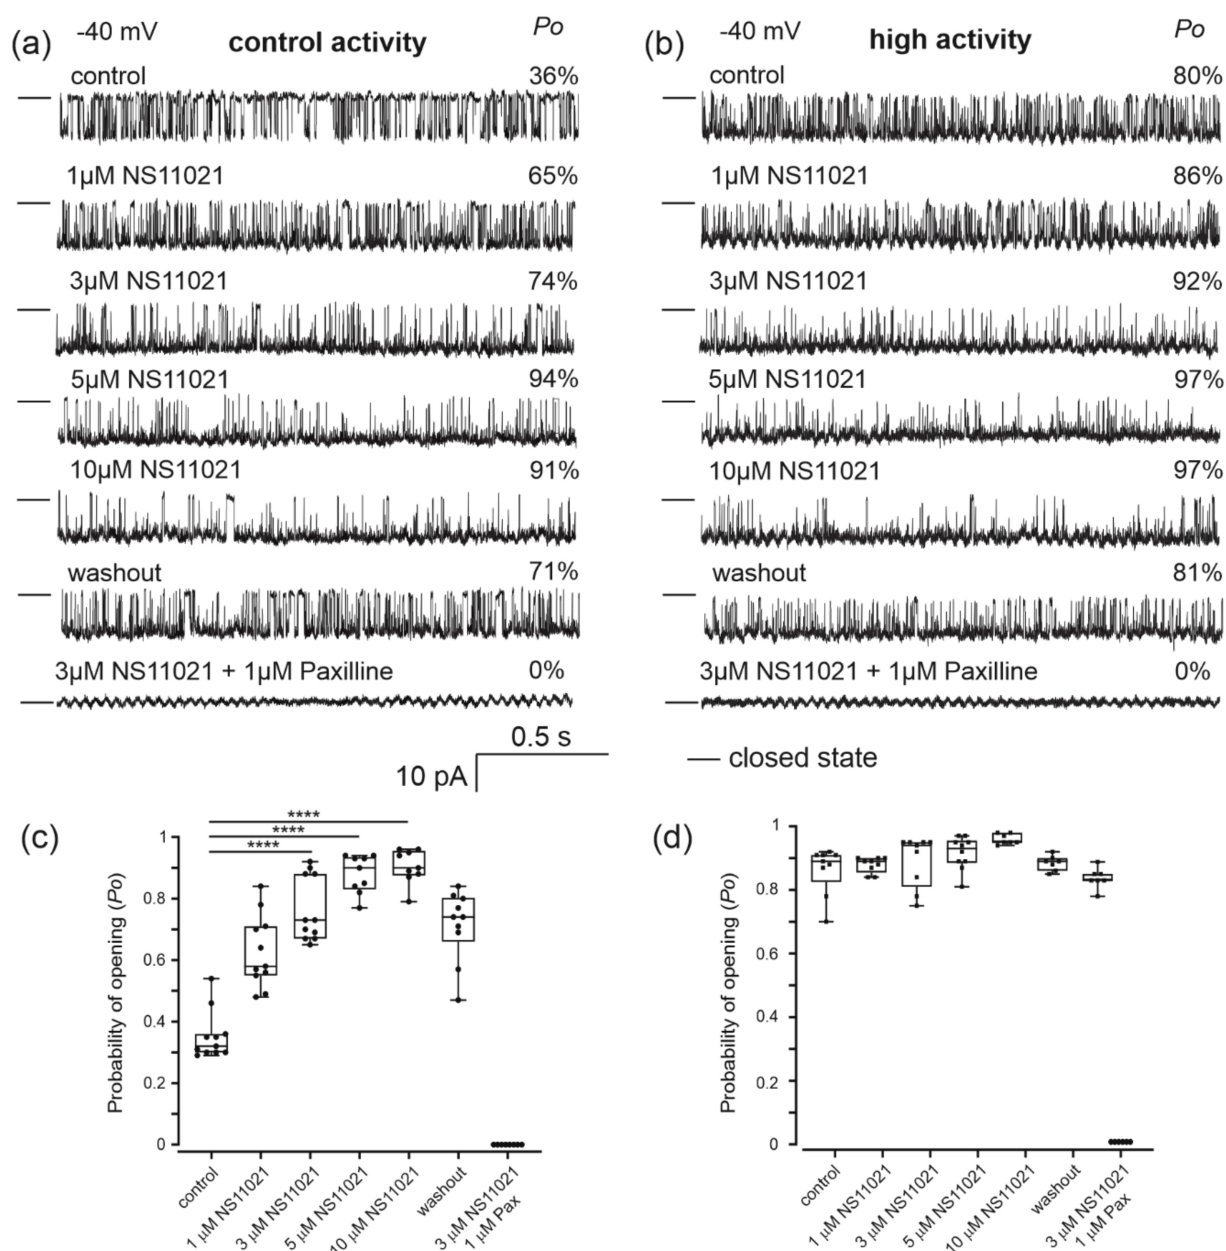 (a) -40 mV control activity Po
control 36%
1µM NS11021 65%
3µM NS11021 74%
5µM NS11021 94%
10µM NS11021 91%
washout 71%
3µM NS11021 + 1µM Paxilline 0%
(b) -40 mV high activity Po
control 80%
1µM NS11021 86%
3µM NS11021 92%
5µM NS11021 97%
10µM NS11021 97%
washout 81%
3µM NS11021 + 1µM Paxilline 0%
0.5 s
10 pA
closed state
(c)
****
****
****
Probability of opening (Po)
1
0.8
0.6
0.4
0.2
0
control
1 µM NS11021
3 µM NS11021
5 µM NS11021
10 µM NS11021
washout
3 µM NS11021
1 µM Pax
(d)
Probability of opening (Po)
1
0.8
0.6
0.4
0.2
0
control
1 µM NS11021
3 µM NS11021
5 µM NS11021
10 µM NS11021
washout
3 µM NS11021
1 µM Pax